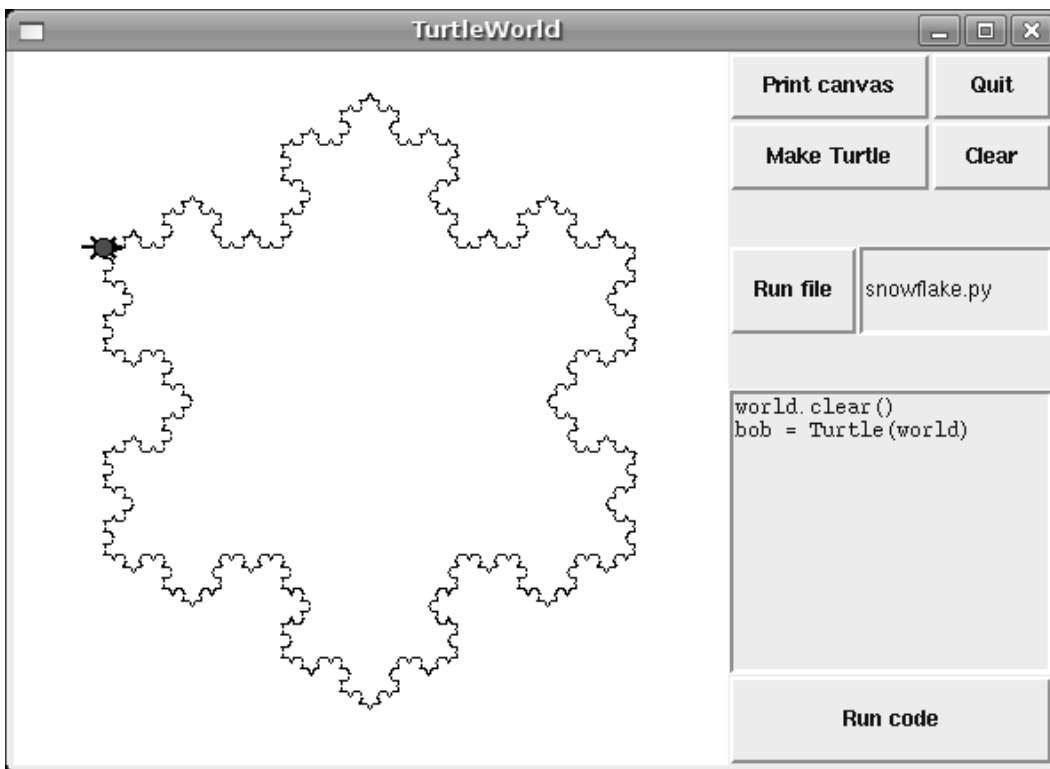 TurtleWorld
Print canvas
Quit
Make Turtle
Clear
Run file
snowflake.py
world.clear()
bob = Turtle(world)
Run code